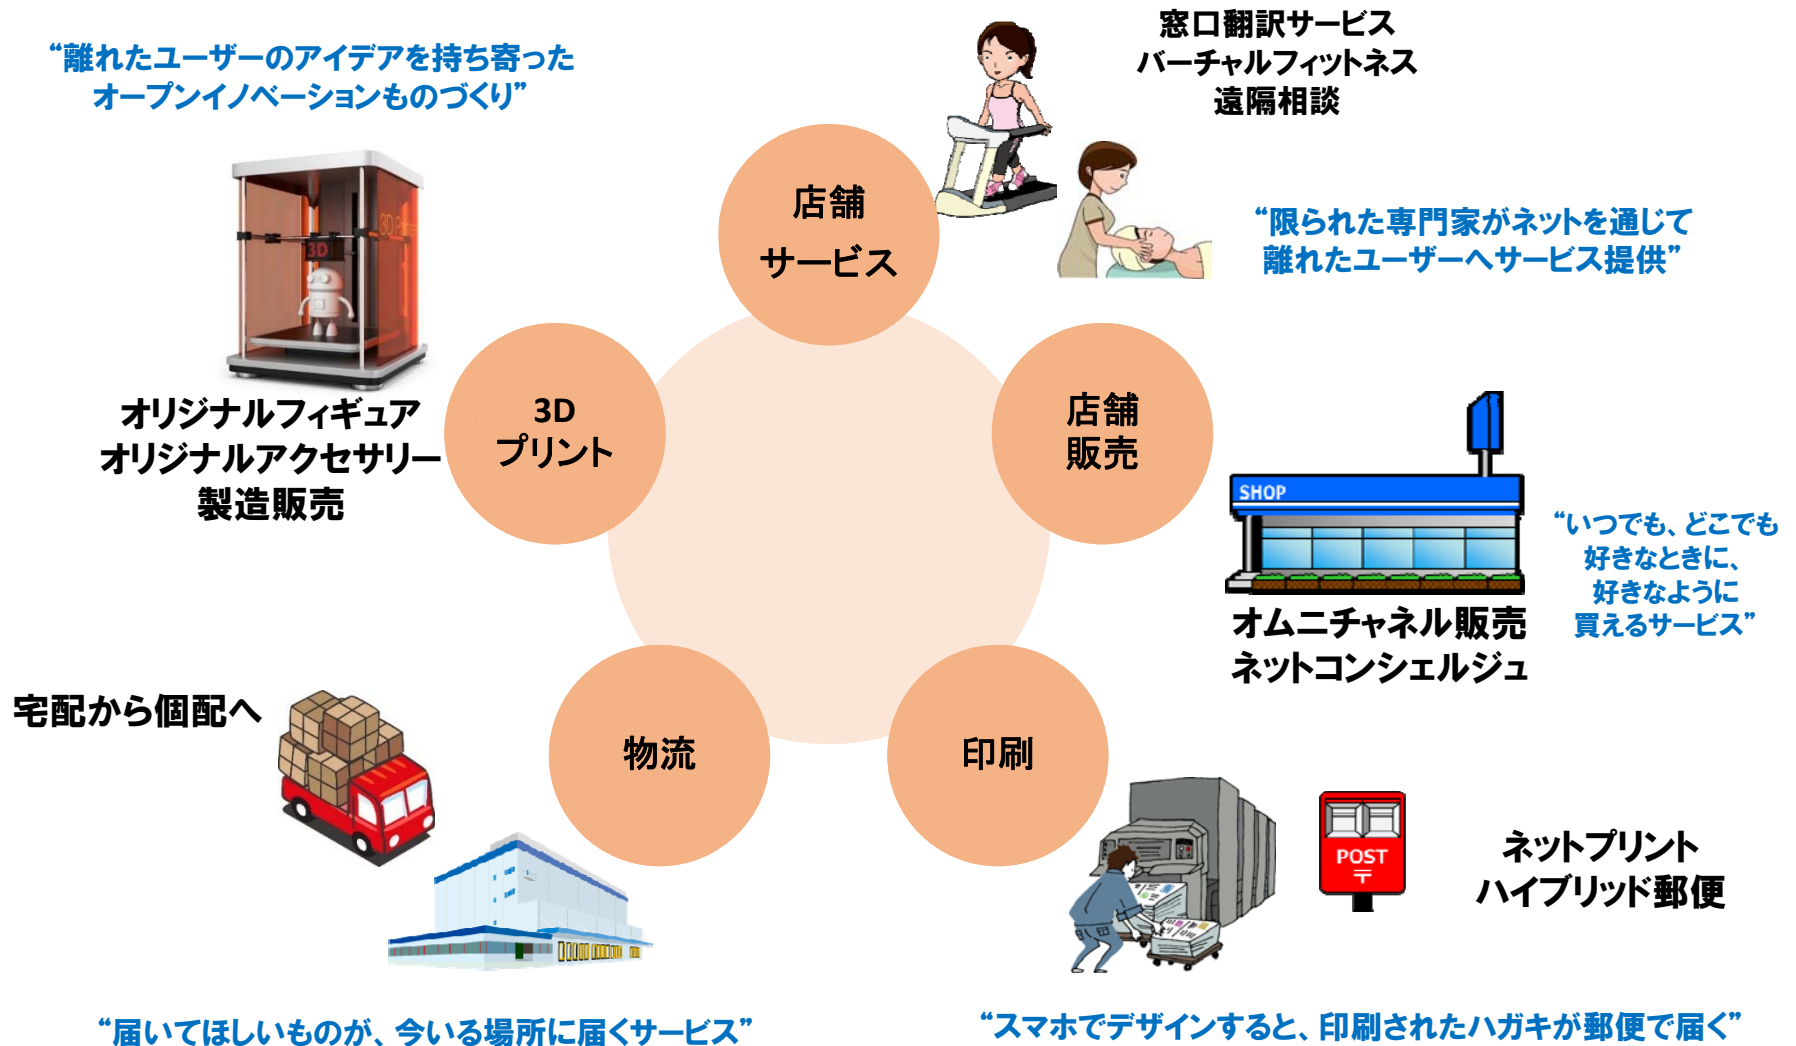 “離れたユーザーのアイデアを持ち寄った
オープンイノベーションものづくり”
窓口翻訳サービス
バーチャルフィットネス
遠隔相談
店舗
サービス
“限られた専門家がネットを通じて
離れたユーザーへサービス提供”
3D
オリジナルフィギュア
オリジナルアクセサリー
製造販売
3D
プリント
店舗
販売
SHOP
オムニチャネル販売
ネットコンシェルジュ
“いつでも、どこでも
好きなときに、
好きなように
買えるサービス”
宅配から個配へ
物流
印刷
POST
〒
ネットプリント
ハイブリッド郵便
“届いてほしいものが、今いる場所に届くサービス”
“スマホでデザインすると、印刷されたハガキが郵便で届く”